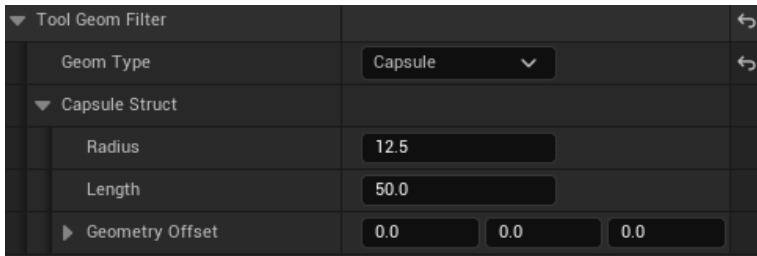 Tool Geom Filter
Geom Type Capsule
Capsule Struct
Radius 12.5
Length 50.0
Geometry Offset 0.0 0.0 0.0